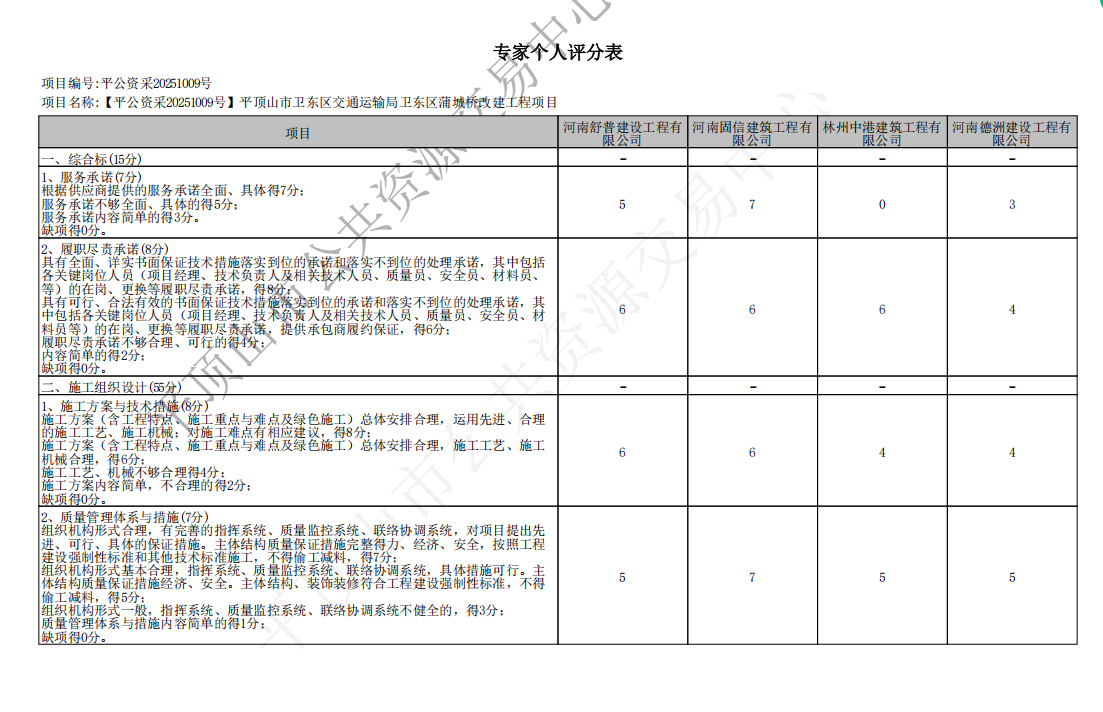 专家个人评分表
项目编号:平公资采20251009号
项目名称:【平公资采20251009号】平顶山市卫东区交通运输局卫东区蒲城桥改建工程项目
项目 河南舒普建设工程有限公司 河南固信建筑工程有限公司 林州中港建筑工程有限公司 河南德洲建设工程有限公司
一、综合标(15分) - - - -
1、服务承诺(7分)
根据供应商提供的服务承诺全面、具体得7分;
服务承诺不够全面、具体的得5分;
服务承诺内容简单的得3分。
缺项得0分。
5 7 0 3
2、履职尽责承诺(8分)
具有全面、详实书面保证技术措施落实到位的承诺和落实不到位的处理承诺，其中包括
各关键岗位人员（项目经理、技术负责人及相关技术人员、质量员、安全员、材料员、
等）的在岗、更换等履职尽责承诺，得8分;
具有可行、合法有效的书面保证技术措施落实到位的承诺和落实不到位的处理承诺，其
中包括各关键岗位人员（项目经理、技术负责人及相关技术人员、质量员、安全员、材
料员等）的在岗、更换等履职尽责承诺，提供承包商履约保证，得6分;
履职尽责承诺不够合理、可行的得4分;
内容简单的得2分;
缺项得0分。
6 6 6 4
二、施工组织设计(55分) - - - -
1、施工方案与技术措施(8分)
施工方案（含工程特点、施工重点与难点及绿色施工）总体安排合理，运用先进、合理
的施工工艺、施工机械；对施工难点有相应建议，得8分;
施工方案（含工程特点、施工重点与难点及绿色施工）总体安排合理，施工工艺、施工
机械合理，得6分;
施工工艺、机械不够合理得4分;
施工方案内容简单，不合理的得2分;
缺项得0分。
6 6 4 4
2、质量管理体系与措施(7分)
组织机构形式合理，有完善的指挥系统、质量监控系统、联络协调系统，对项目提出先
进、可行、具体的保证措施。主体结构质量保证措施完整得力、经济、安全，按照工程
建设强制性标准和其他技术标准施工，不得偷工减料，得7分;
组织机构形式基本合理，指挥系统、质量监控系统、联络协调系统，具体措施可行。主
体结构质量保证措施经济、安全。主体结构、装饰装修符合工程建设强制性标准，不得
偷工减料，得5分;
组织机构形式一般，指挥系统、质量监控系统、联络协调系统不健全的，得3分;
质量管理体系与措施内容简单的得1分;
缺项得0分。
5 7 5 5
平顶山市公共资源交易中心
平顶山市公共资源交易中心